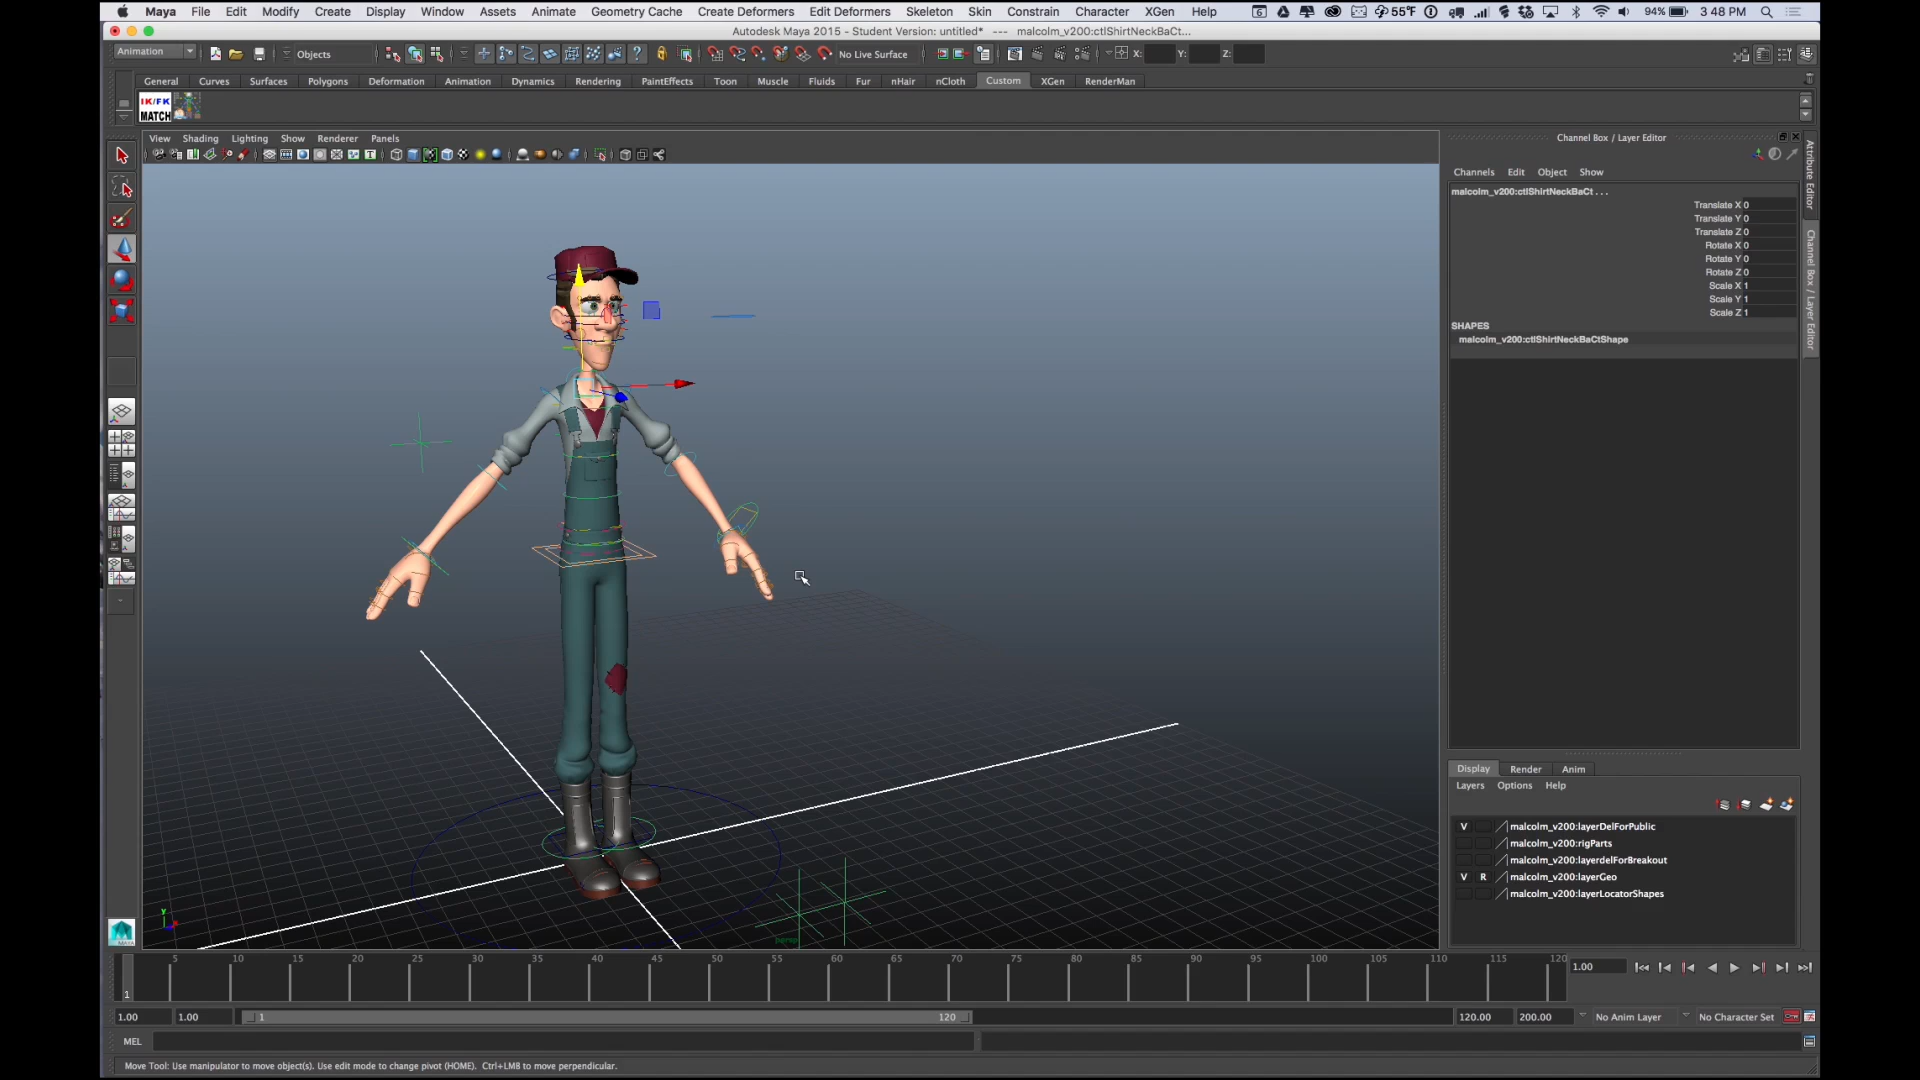 Maya File Edit Modify Create Display Window Assets Animate Geometry Cache Create Deformers Edit Deformers Skeleton Skin Constrain Character XGen Help 55°F 94% 3:48 PM
Autodesk Maya 2015 - Student Version: untitled* --- malcolm_v200:ctlShirtNeckBaCt...
Animation Objects No Live Surface X: Y: Z:
General Curves Surfaces Polygons Deformation Animation Dynamics Rendering PaintEffects Toon Muscle Fluids Fur nHair nCloth Custom XGen RenderMan
IK/FK
MATCH
View Shading Lighting Show Renderer Panels
Channel Box / Layer Editor
Channels Edit Object Show
malcolm_v200:ctlShirtNeckBaCt . . .
Translate X 0
Translate Y 0
Translate Z 0
Rotate X 0
Rotate Y 0
Rotate Z 0
Scale X 1
Scale Y 1
Scale Z 1
SHAPES
malcolm_v200:ctlShirtNeckBaCtShape
Attribute Editor
Channel Box / Layer Editor
Display Render Anim
Layers Options Help
V malcolm_v200:layerDelForPublic
malcolm_v200:rigParts
malcolm_v200:layerdelForBreakout
V R malcolm_v200:layerGeo
malcolm_v200:layerLocatorShapes
persp
MAYA
5 10 15 20 25 30 35 40 45 50 55 60 65 70 75 80 85 90 95 100 105 110 115 120
1
1.00
1.00 1.00 1 120 120.00 200.00 No Anim Layer No Character Set
MEL
Move Tool: Use manipulator to move object(s). Use edit mode to change pivot (HOME). Ctrl+LMB to move perpendicular.